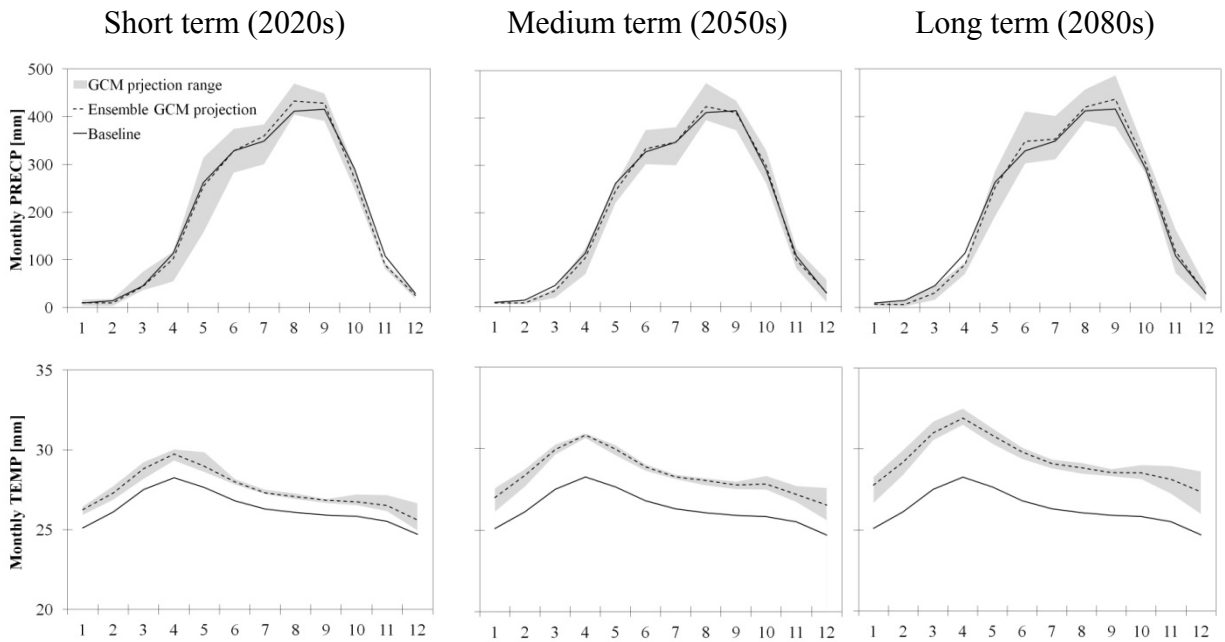 Short term (2020s)
Medium term (2050s)
Long term (2080s)
Monthly PRECP [mm]
500
400
300
200
100
0
GCM prjection range
Ensemble GCM projection
Baseline
1 2 3 4 5 6 7 8 9 10 11 12
1 2 3 4 5 6 7 8 9 10 11 12
1 2 3 4 5 6 7 8 9 10 11 12
Monthly TEMP [mm]
35
30
25
20
1 2 3 4 5 6 7 8 9 10 11 12
1 2 3 4 5 6 7 8 9 10 11 12
1 2 3 4 5 6 7 8 9 10 11 12